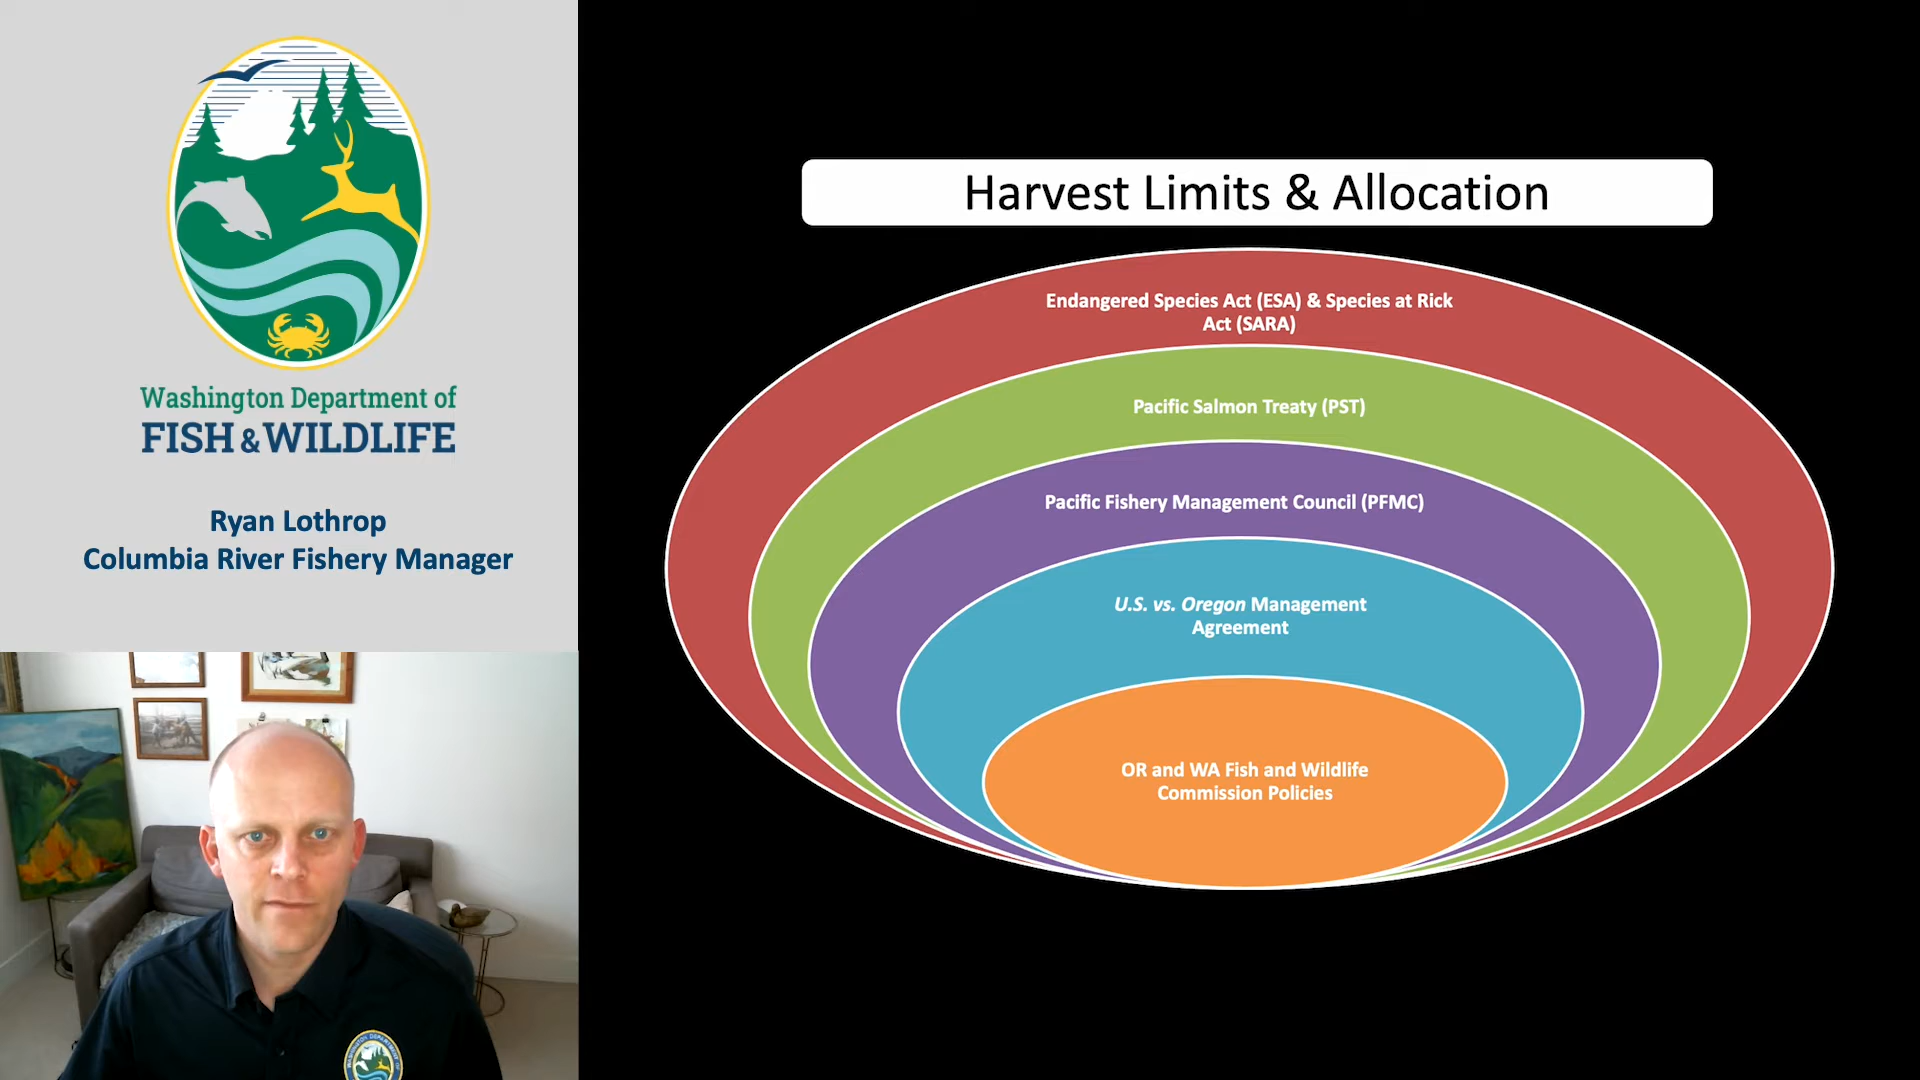 Washington Department of
FISH & WILDLIFE
Ryan Lothrop
Columbia River Fishery Manager
Harvest Limits & Allocation
Endangered Species Act (ESA) & Species at Rick
Act (SARA)
Pacific Salmon Treaty (PST)
Pacific Fishery Management Council (PFMC)
U.S. vs. Oregon Management
Agreement
OR and WA Fish and Wildlife
Commission Policies